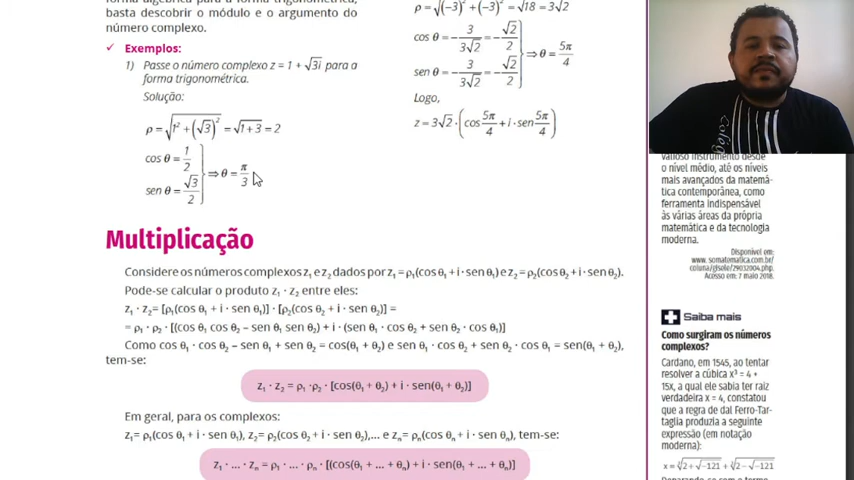 forma algébrica para a forma trigonométrica,
basta descobrir o módulo e o argumento do
número complexo.
✓ Exemplos:
1) Passe o número complexo z = 1 + √3i para a
forma trigonométrica.
Solução:
ρ = √(1² + (√3)²) = √(1+3) = 2
cos θ = 1/2
sen θ = √3/2
⇒ θ = π/3
ρ = √((−3)² + (−3)²) = √18 = 3√2
cos θ = −3/(3√2) = −√2/2
sen θ = −3/(3√2) = −√2/2
⇒ θ = 5π/4
Logo,
z = 3√2 · (cos 5π/4 + i · sen 5π/4)
Multiplicação
Considere os números complexos z₁ e z₂ dados por z₁ = ρ₁(cos θ₁ + i · sen θ₁) e z₂ = ρ₂(cos θ₂ + i · sen θ₂).
Pode-se calcular o produto z₁ · z₂ entre eles:
z₁ · z₂ = [ρ₁(cos θ₁ + i · sen θ₁)] · [ρ₂(cos θ₂ + i · sen θ₂)] =
= ρ₁ · ρ₂ · [(cos θ₁ cos θ₂ – sen θ₁ sen θ₂) + i · (sen θ₁ · cos θ₂ + sen θ₂ · cos θ₁)]
Como cos θ₁ · cos θ₂ – sen θ₁ + sen θ₂ = cos(θ₁ + θ₂) e sen θ₁ · cos θ₂ + sen θ₂ · cos θ₁ = sen(θ₁ + θ₂),
tem-se:
z₁ · z₂ = ρ₁ · ρ₂ · [cos(θ₁ + θ₂) + i · sen(θ₁ + θ₂)]
Em geral, para os complexos:
z₁ = ρ₁(cos θ₁ + i · sen θ₁), z₂ = ρ₂(cos θ₂ + i · sen θ₂),... e zₙ = ρₙ(cos θₙ + i · sen θₙ), tem-se:
z₁ · ... · zₙ = ρ₁ · ... · ρₙ · [(cos(θ₁ + ... + θₙ) + i · sen(θ₁ + ... + θₙ)]
valioso instrumento desde
o nível médio, até os níveis
mais avançados da matemá-
tica contemporânea, como
ferramenta indispensável
às várias áreas da própria
matemática e da tecnologia
moderna.
Disponível em:
www.somatematica.com.br/
coluna/gisele/29032004.php.
Acesso em: 7 maio 2018.
Saiba mais
Como surgiram os números
complexos?
Cardano, em 1545, ao tentar
resolver a cúbica x³ = 4 +
15x, a qual ele sabia ter raiz
verdadeira x = 4, constatou
que a regra de dal Ferro-Tar-
taglia produzia a seguinte
expressão (em notação
moderna):
x = ∛(2 + √−121) + ∛(2 − √−121)